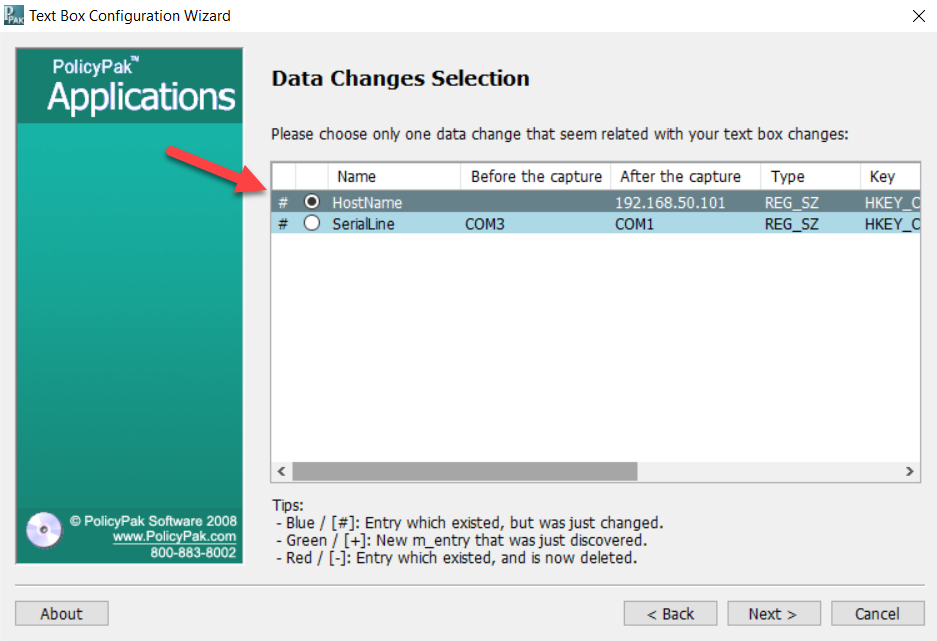 Text Box Configuration Wizard
PolicyPak™
Applications
Data Changes Selection
Please choose only one data change that seem related with your text box changes:
Name Before the capture After the capture Type Key
# HostName 192.168.50.101 REG_SZ HKEY_C
# SerialLine COM3 COM1 REG_SZ HKEY_C
Tips:
- Blue / [#]: Entry which existed, but was just changed.
- Green / [+]: New m_entry that was just discovered.
- Red / [-]: Entry which existed, and is now deleted.
© PolicyPak Software 2008
www.PolicyPak.com
800-883-8002
About < Back Next > Cancel